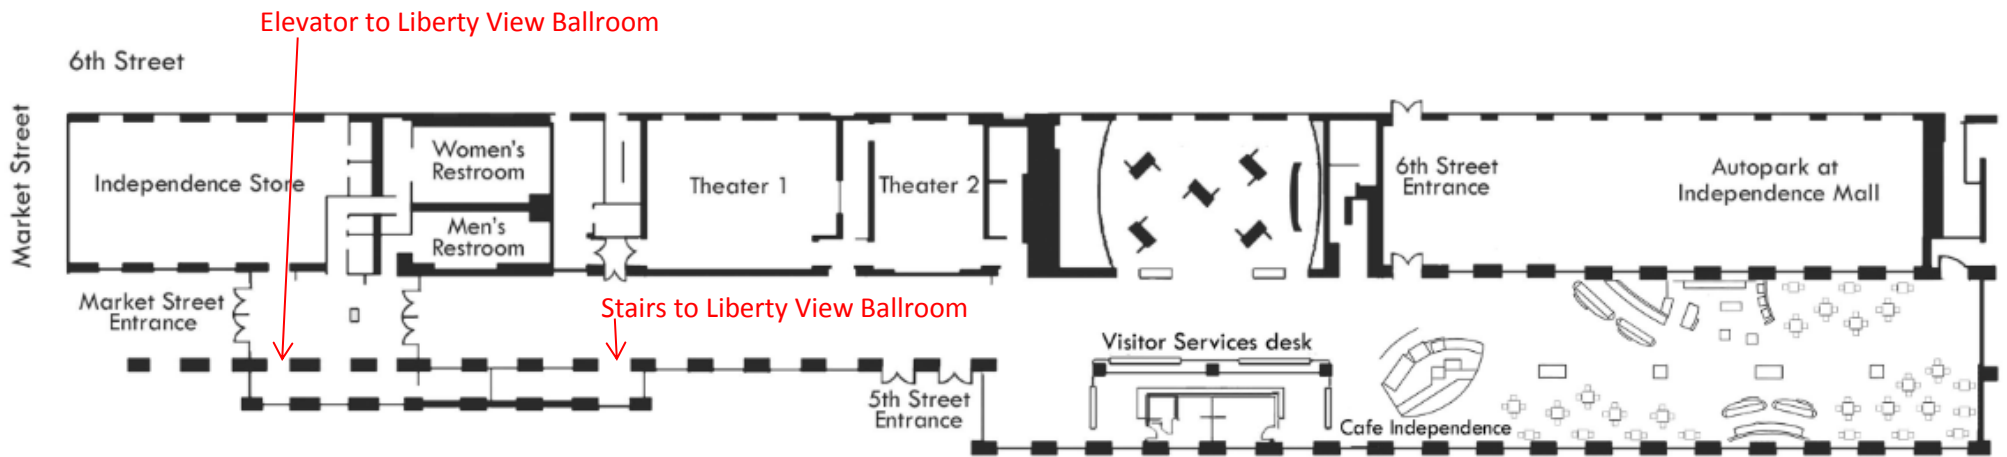 Elevator to Liberty View Ballroom
6th Street
Market Street
Independence Store
Women's
Restroom
Men's
Restroom
Theater 1
Theater 2
6th Street
Entrance
Autopark at
Independence Mall
Market Street
Entrance
Stairs to Liberty View Ballroom
Visitor Services desk
5th Street
Entrance
Cafe Independence